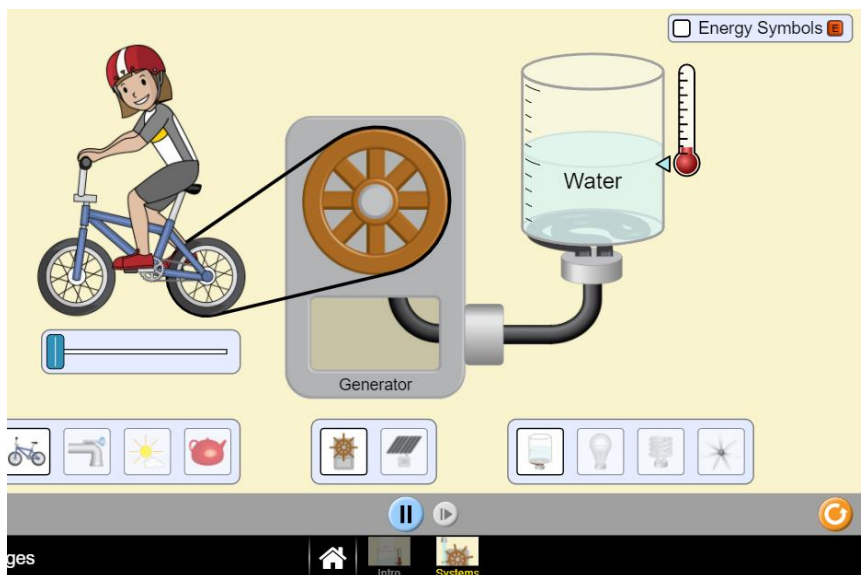 Energy Symbols E
Water
Generator
ges
Intro
Systems